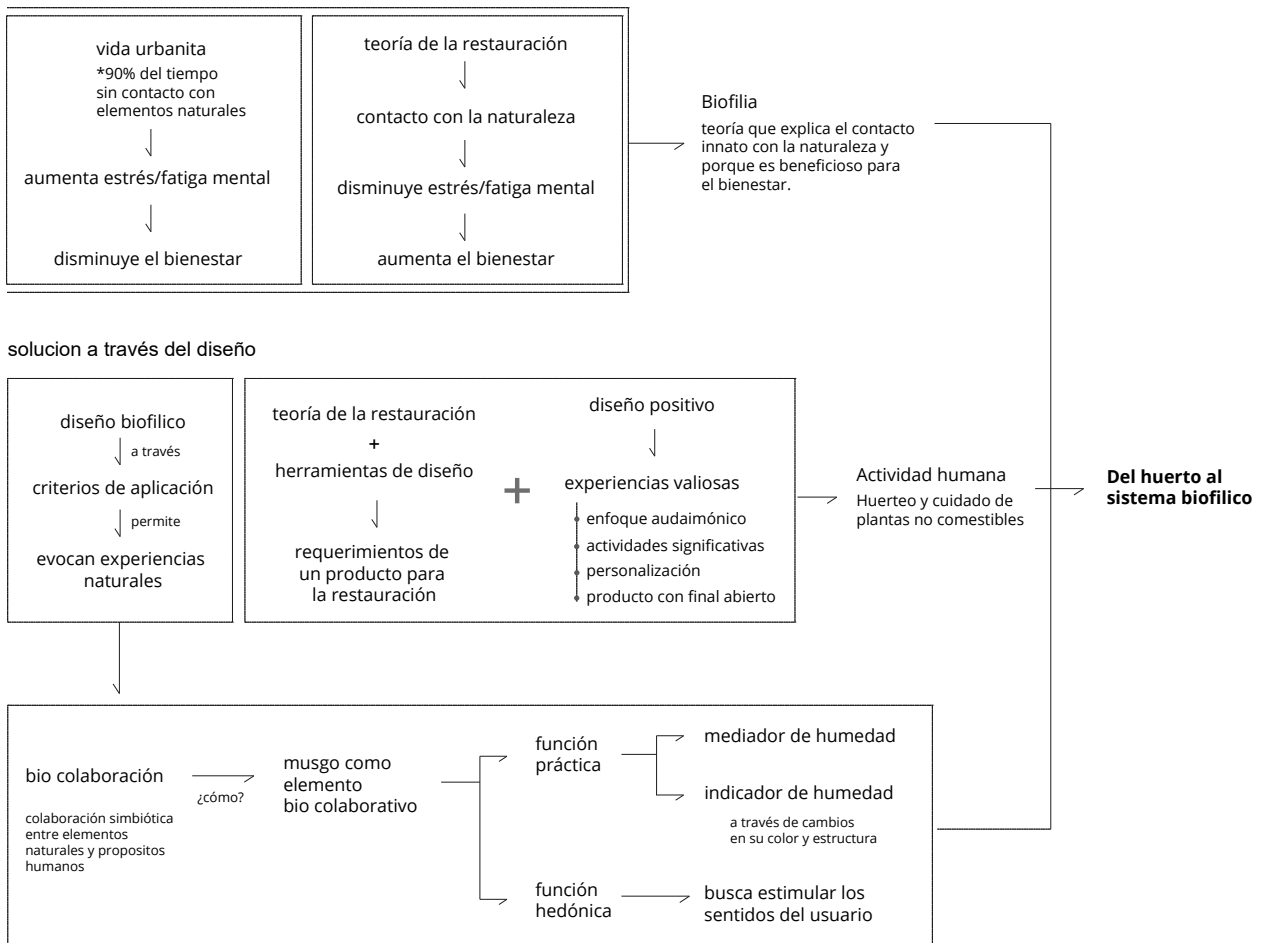 vida urbanita
*90% del tiempo
sin contacto con
elementos naturales
aumenta estrés/fatiga mental
disminuye el bienestar
teoría de la restauración
contacto con la naturaleza
disminuye estrés/fatiga mental
aumenta el bienestar
Biofilia
teoría que explica el contacto
innato con la naturaleza y
porque es beneficioso para
el bienestar.
solucion a través del diseño
diseño biofilico
a través
criterios de aplicación
permite
evocan experiencias
naturales
teoría de la restauración
+
herramientas de diseño
requerimientos de
un producto para
la restauración
+
diseño positivo
experiencias valiosas
enfoque audaimónico
actividades significativas
personalización
producto con final abierto
Actividad humana
Huerteo y cuidado de
plantas no comestibles
Del huerto al
sistema biofilico
bio colaboración
¿cómo?
colaboración simbiótica
entre elementos
naturales y propositos
humanos
musgo como
elemento
bio colaborativo
función
práctica
mediador de humedad
indicador de humedad
a través de cambios
en su color y estructura
función
hedónica
busca estimular los
sentidos del usuario